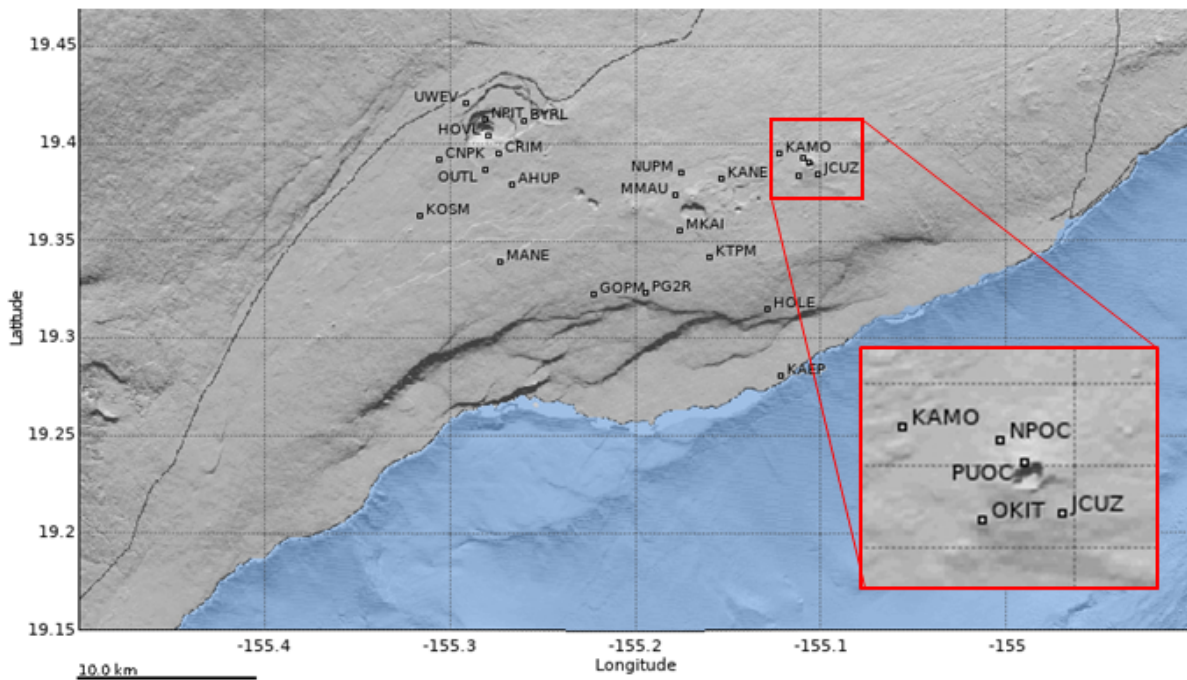 19.45
UWEV
NPIT
BYRL
19.4
HOVL
CRIM
CNPK
OUTL
AHUP
KAMO
NUPM
KANE
JCUZ
MMAU
KOSM
MKAI
19.35
MANE
KTPM
GOPM
PG2R
HOLE
Latitude
19.3
KAEP
19.25
KAMO
NPOC
PUOC
OKIT
JCUZ
19.2
19.15
-155.4
-155.3
-155.2
-155.1
-155
Longitude
10.0 km